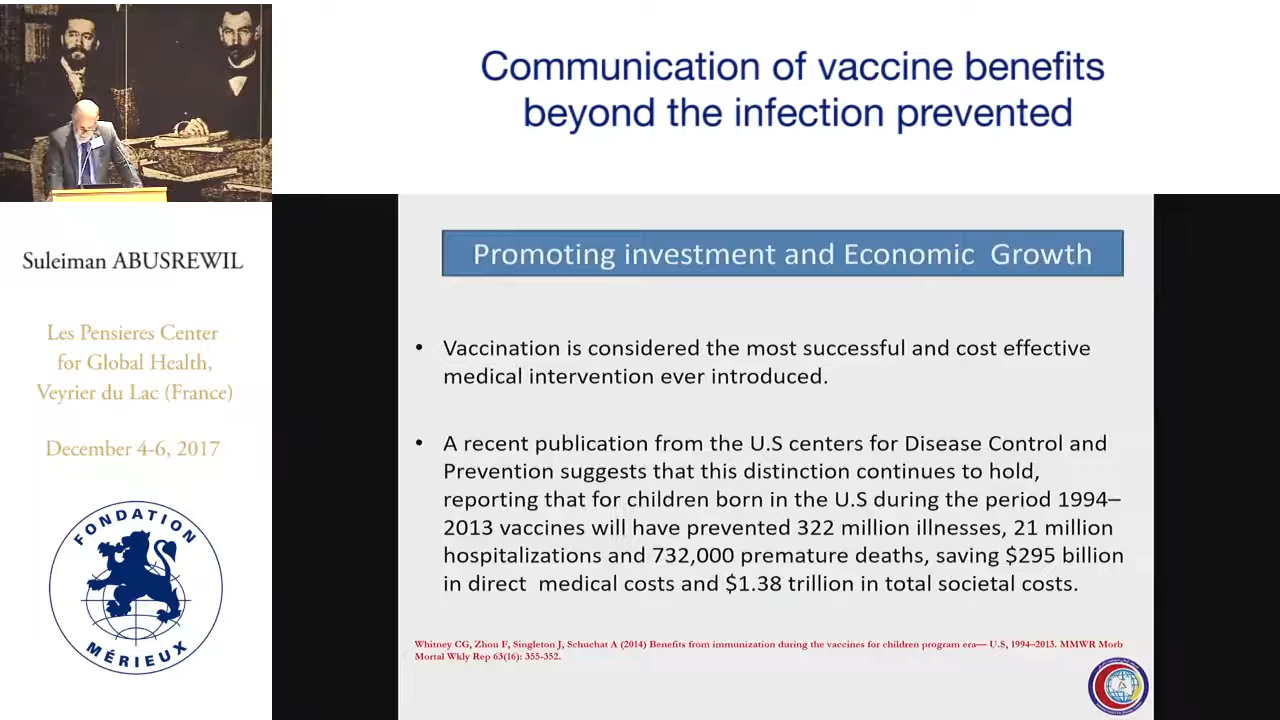 Communication of vaccine benefits
beyond the infection prevented
Suleiman ABUSREWIL
Les Pensieres Center
for Global Health,
Veyrier du Lac (France)
December 4-6, 2017
FONDATION
MÉRIEUX
Promoting investment and Economic Growth
• Vaccination is considered the most successful and cost effective
medical intervention ever introduced.
• A recent publication from the U.S centers for Disease Control and
Prevention suggests that this distinction continues to hold,
reporting that for children born in the U.S during the period 1994–
2013 vaccines will have prevented 322 million illnesses, 21 million
hospitalizations and 732,000 premature deaths, saving $295 billion
in direct medical costs and $1.38 trillion in total societal costs.
Whitney CG, Zhou F, Singleton J, Schuchat A (2014) Benefits from immunization during the vaccines for children program era— U.S, 1994–2013. MMWR Morb
Mortal Wkly Rep 63(16): 355-352.